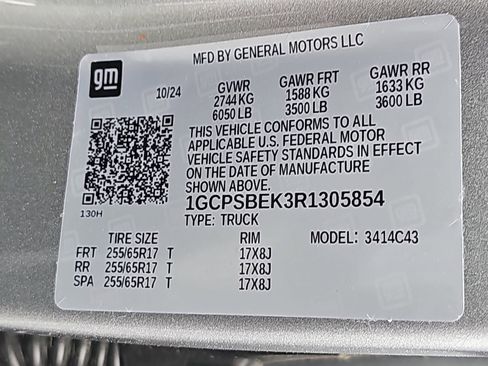 MFD BY GENERAL MOTORS LLC
gm
10/24
GVWR GAWR FRT GAWR RR
2744 KG 1588 KG 1633 KG
6050 LB 3500 LB 3600 LB
THIS VEHICLE CONFORMS TO ALL
APPLICABLE U.S. FEDERAL MOTOR
VEHICLE SAFETY STANDARDS IN EFFECT
ON THE DATE OF MANUFACTURE
SHOWN ABOVE.
1GCPSBEK3R1305854
130H
TYPE: TRUCK
TIRE SIZE RIM MODEL: 3414C43
FRT 255/65R17 T 17X8J
RR 255/65R17 T 17X8J
SPA 255/65R17 T 17X8J